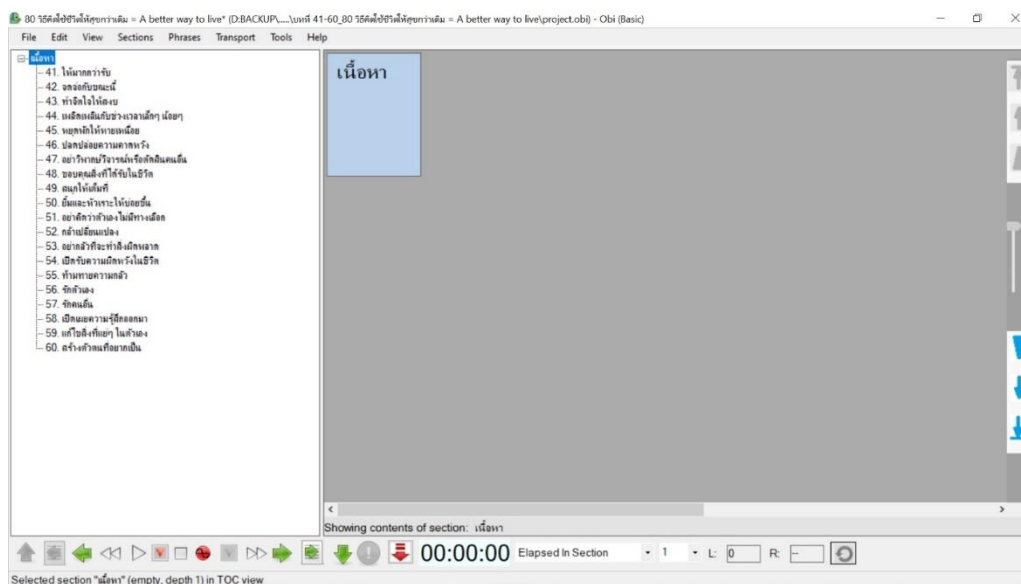 80 วิธีคิดใช้ชีวิตให้สุขกว่าเดิม = A better way to live* (D:BACKUP\.....\บทที่ 41-60_80 วิธีคิดใช้ชีวิตให้สุขกว่าเดิม = A better way to live\project.obi) - Obi (Basic)
File Edit View Sections Phrases Transport Tools Help
เนื้อหา
41. ให้มากกว่ารับ
42. จดจ่อกับขณะนี้
43. ทำจิตใจให้สงบ
44. เพลิดเพลินกับช่วงเวลาเล็กๆ น้อยๆ
45. หยุดพักให้หายเหนื่อย
46. ปลดปล่อยความคาดหวัง
47. อย่าวิพากษ์วิจารณ์หรือตัดสินคนอื่น
48. ขอบคุณสิ่งที่ได้รับในชีวิต
49. สนุกให้เต็มที่
50. ยิ้มและหัวเราะให้บ่อยขึ้น
51. อย่าคิดว่าตัวเองไม่มีทางเลือก
52. กล้าเปลี่ยนแปลง
53. อย่ากลัวที่จะทำสิ่งผิดพลาด
54. เปิดรับความผิดหวังในชีวิต
55. ท้าทายความกลัว
56. รักตัวเอง
57. รักคนอื่น
58. เปิดเผยความรู้สึกออกมา
59. แก้ไขสิ่งที่แย่ๆ ในตัวเอง
60. สร้างตัวตนที่อยากเป็น
เนื้อหา
Showing contents of section: เนื้อหา
00:00:00 Elapsed In Section 1 L: 0 R: --
Selected section "เนื้อหา" (empty, depth 1) in TOC view